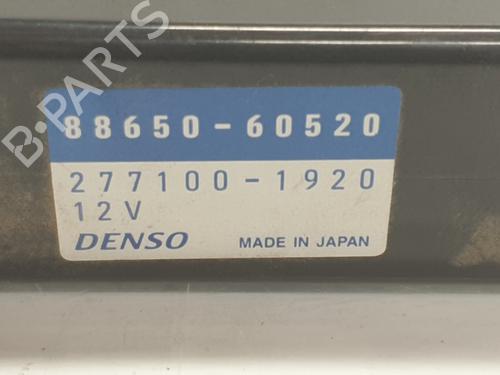 88650-60520
277100-1920
12V
DENSO MADE IN JAPAN
B-PARTS